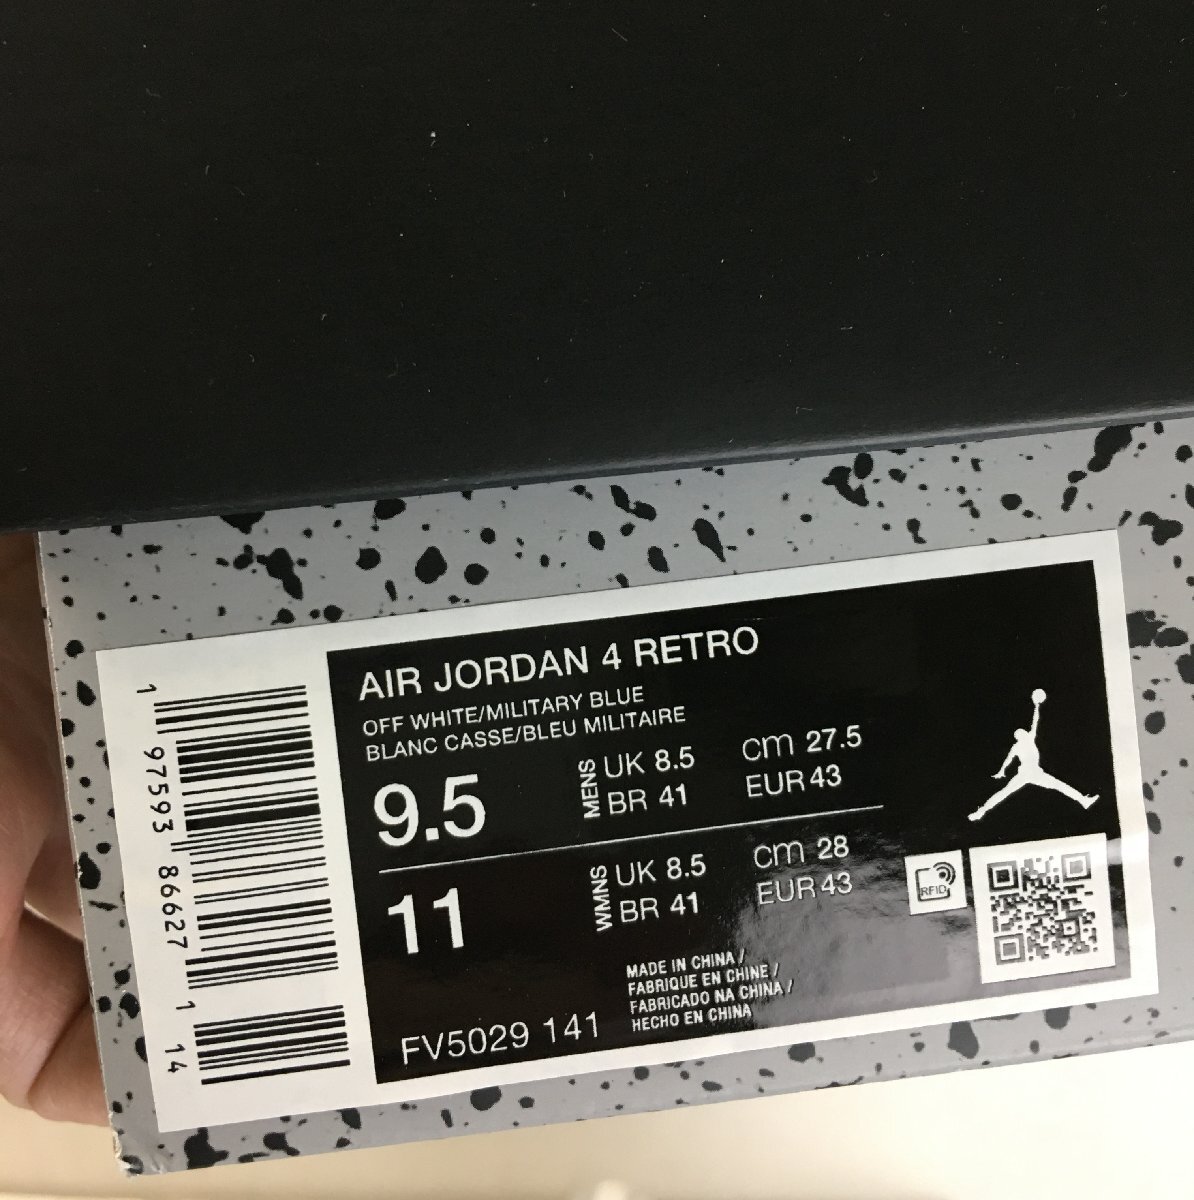 AIR JORDAN 4 RETRO
OFF WHITE/MILITARY BLUE
BLANC CASSE/BLEU MILITAIRE
9.5
MENS
UK 8.5
BR 41
cm 27.5
EUR 43
11
WMNS
UK 8.5
BR 41
cm 28
EUR 43
RFID
MADE IN CHINA /
FABRIQUE EN CHINE /
FABRICADO NA CHINA /
HECHO EN CHINA
FV5029 141
1 97593 86627 1 14